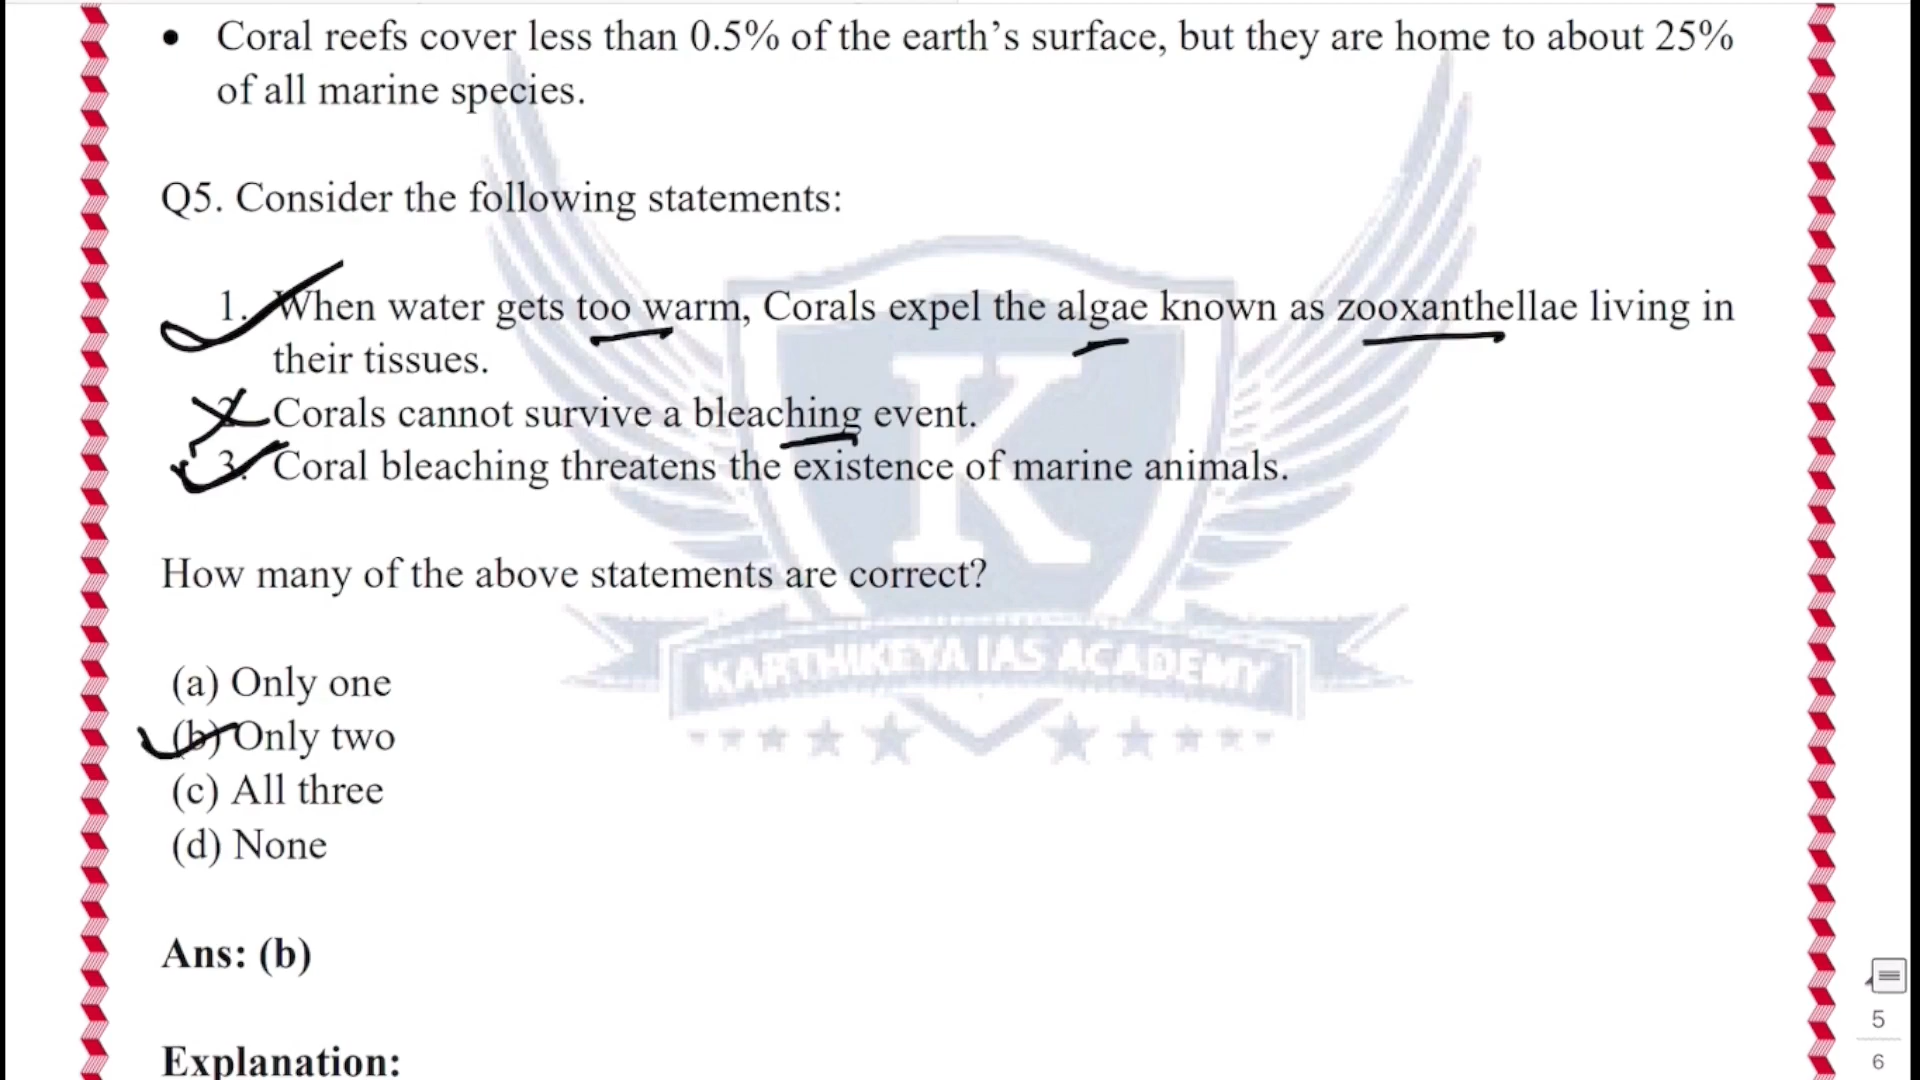 • Coral reefs cover less than 0.5% of the earth’s surface, but they are home to about 25%
of all marine species.
Q5. Consider the following statements:
1. When water gets too warm, Corals expel the algae known as zooxanthellae living in
their tissues.
2. Corals cannot survive a bleaching event.
3. Coral bleaching threatens the existence of marine animals.
How many of the above statements are correct?
K
KARTHIKEYA IAS ACADEMY
(a) Only one
(b) Only two
(c) All three
(d) None
Ans: (b)
Explanation:
5
6